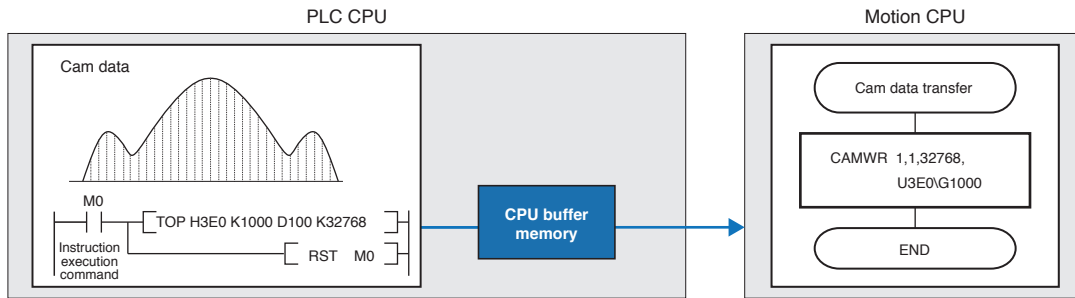 PLC CPU
Motion CPU
Cam data
M0
TOP H3E0 K1000 D100 K32768
Instruction
execution
command
RST M0
CPU buffer
memory
Cam data transfer
CAMWR 1,1,32768,
U3E0\G1000
END